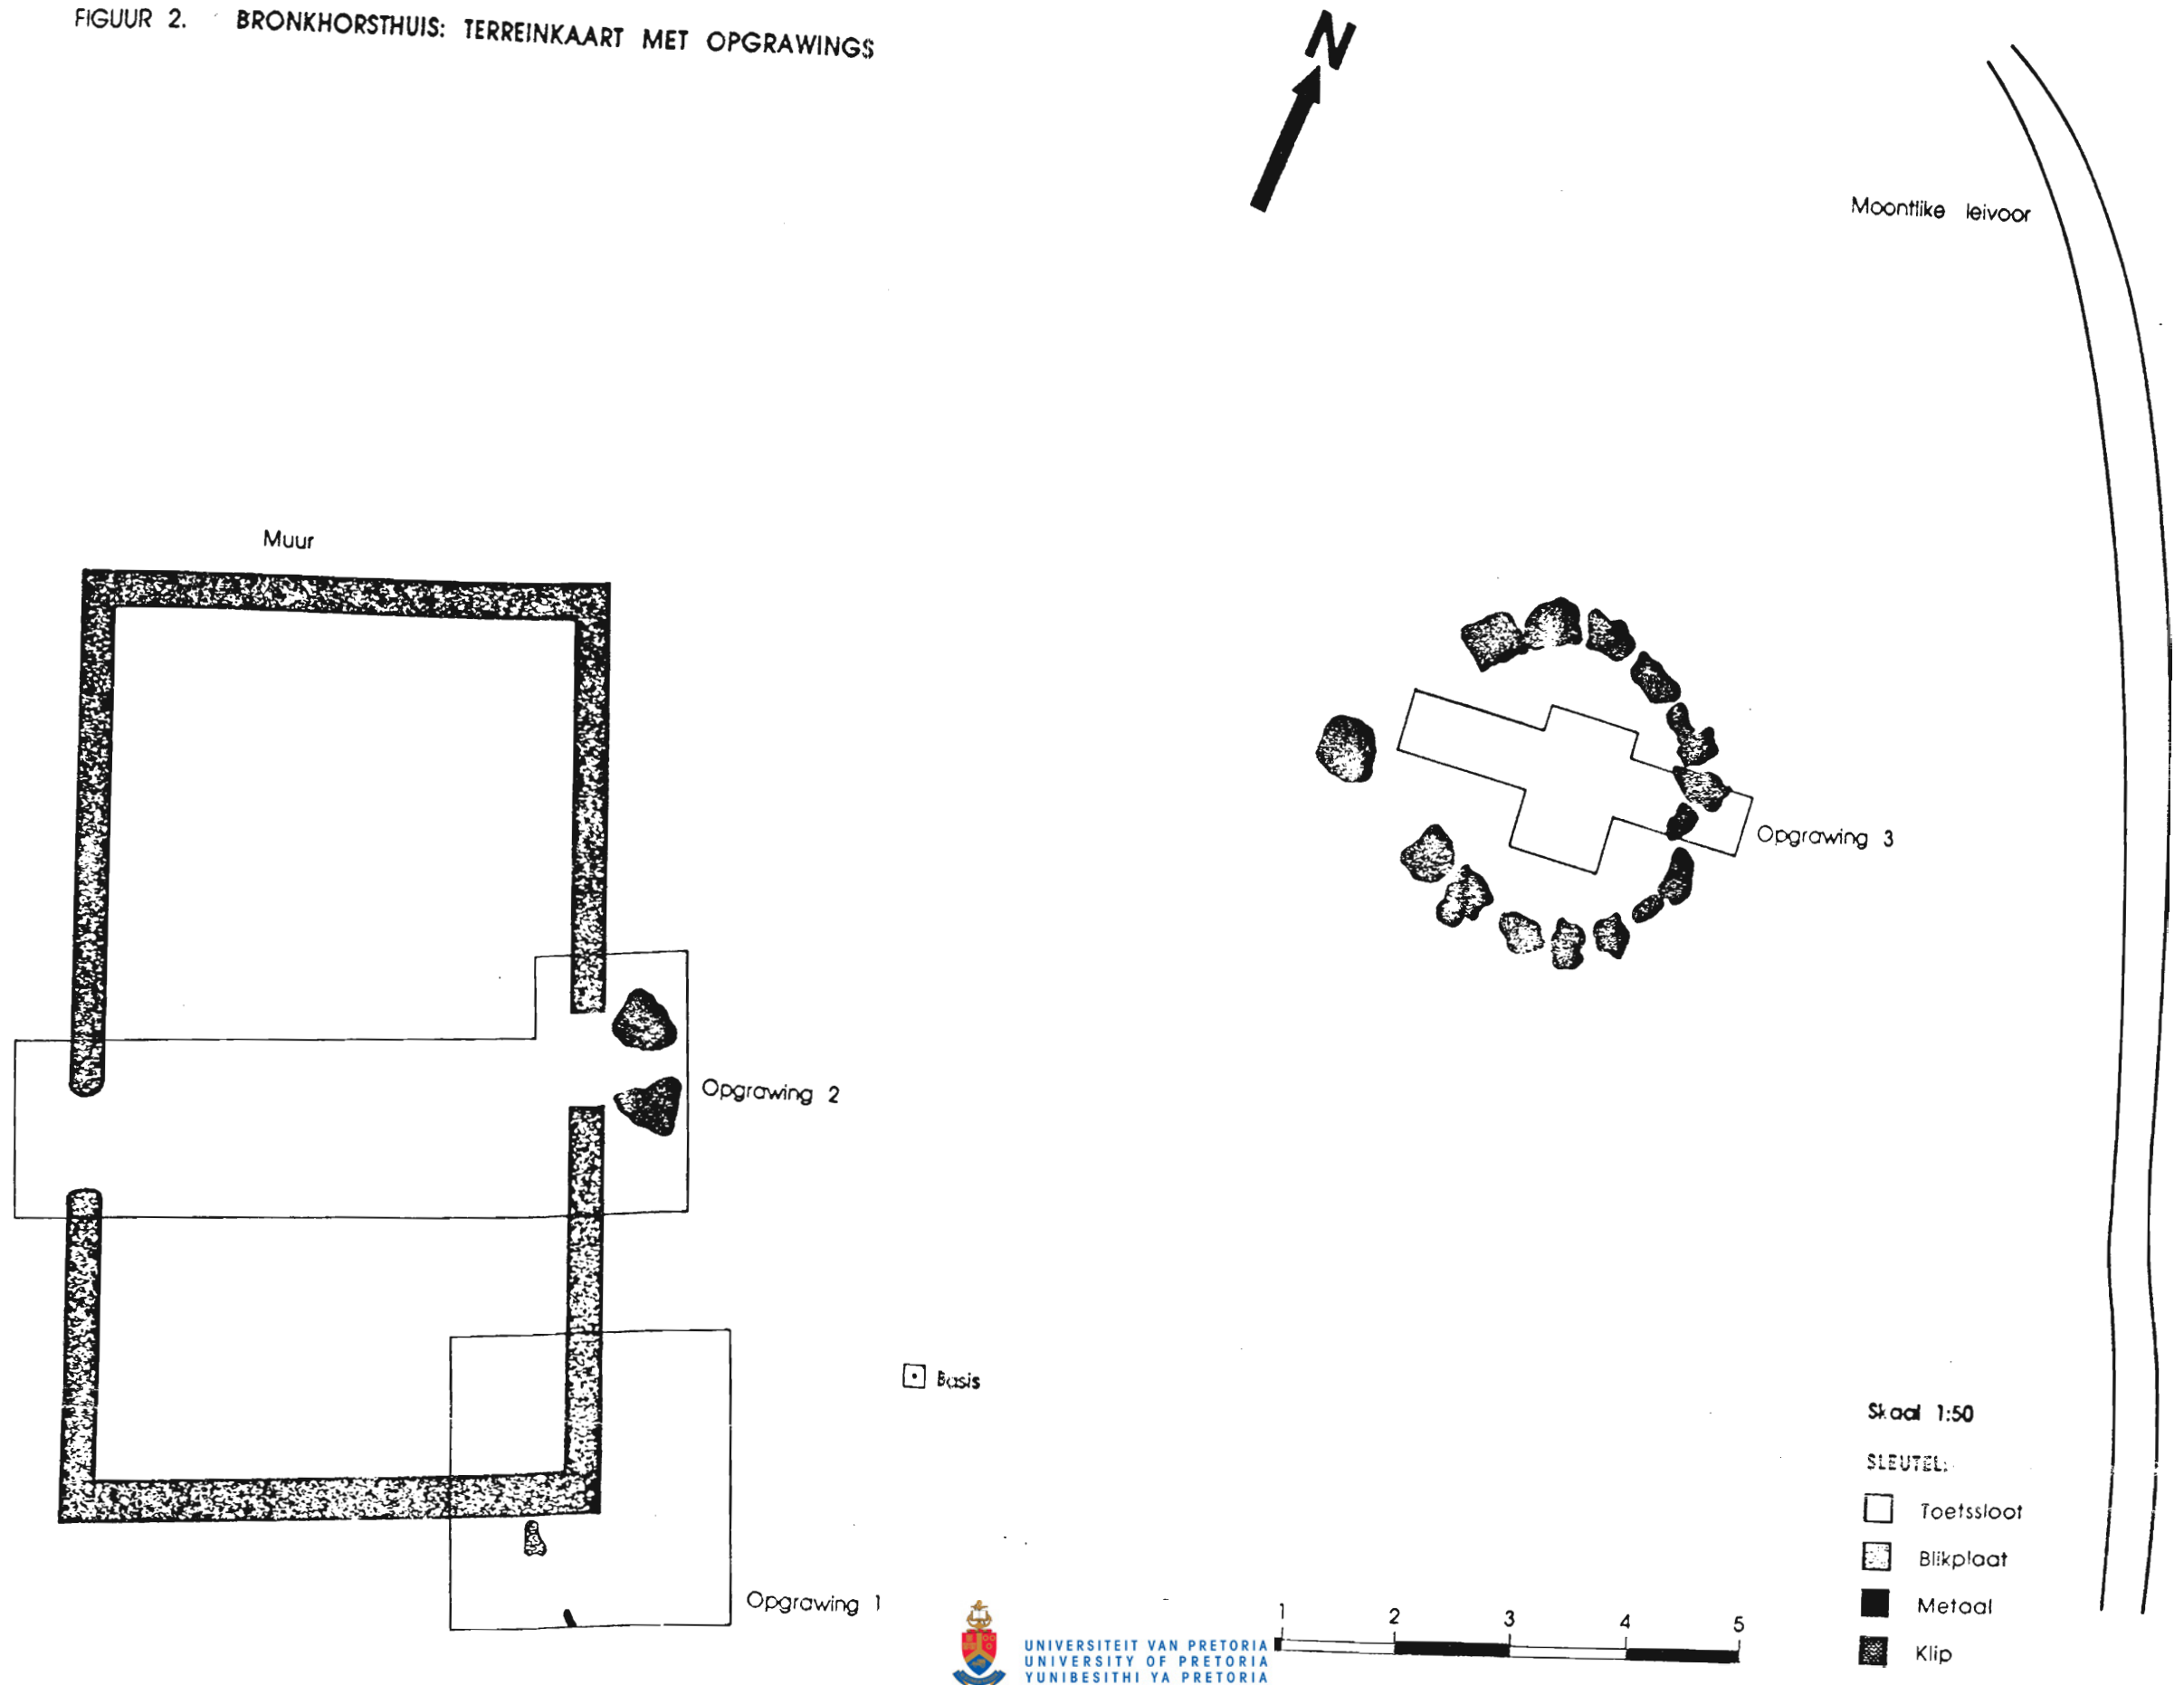 FIGUUR 2. BRONKHORSTHUIS: TERREINKAART MET OPGRAWINGS
N
Moontlike leivoor
Muur
Opgrawing 3
Opgrawing 2
Basis
Skaal 1:50
SLEUTEL:
Toetssloot
Blikplaat
Metaal
Klip
Opgrawing 1
1 2 3 4 5
UNIVERSITEIT VAN PRETORIA
UNIVERSITY OF PRETORIA
YUNIBESITHI YA PRETORIA